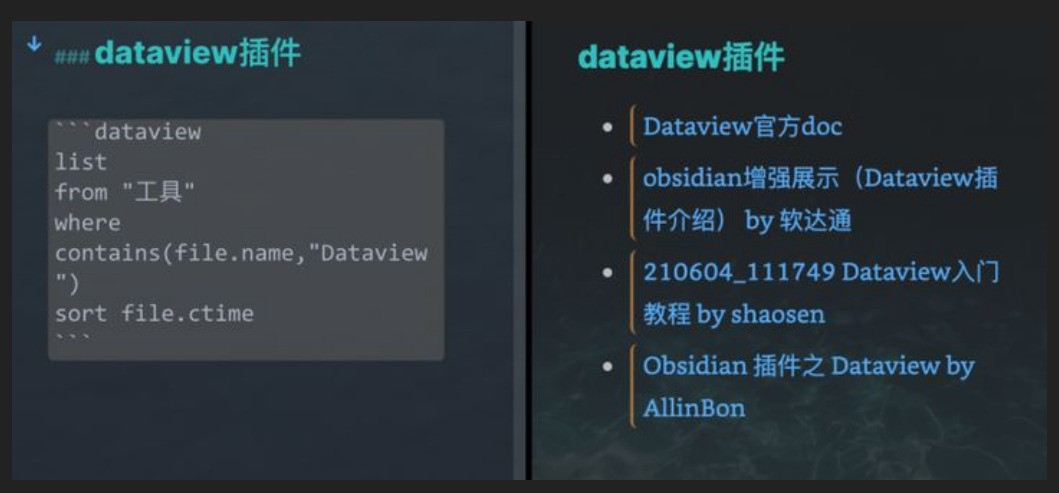 ### dataview插件
```dataview
list
from "工具"
where
contains(file.name,"Dataview
")
sort file.ctime
```
dataview插件
Dataview官方doc
obsidian增强展示（Dataview插
件介绍） by 软达通
210604_111749 Dataview入门
教程 by shaosen
Obsidian 插件之 Dataview by
AllinBon